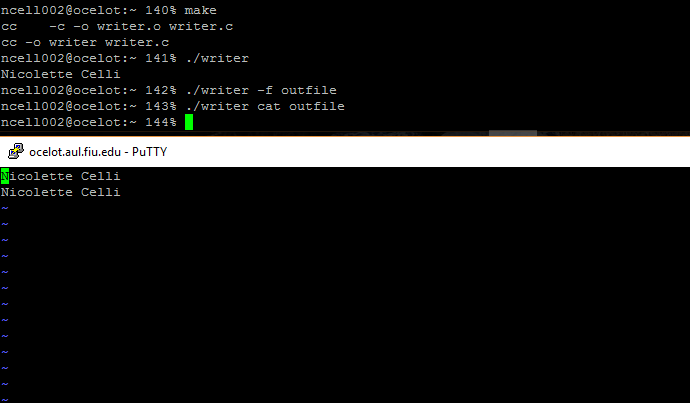 ncell002@ocelot:~ 140% make
cc    -c -o writer.o writer.c
cc -o writer writer.c
ncell002@ocelot:~ 141% ./writer
Nicolette Celli
ncell002@ocelot:~ 142% ./writer -f outfile
ncell002@ocelot:~ 143% ./writer cat outfile
ncell002@ocelot:~ 144%
ocelot.aul.fiu.edu - PuTTY
Nicolette Celli
Nicolette Celli
~
~
~
~
~
~
~
~
~
~
~
~
~